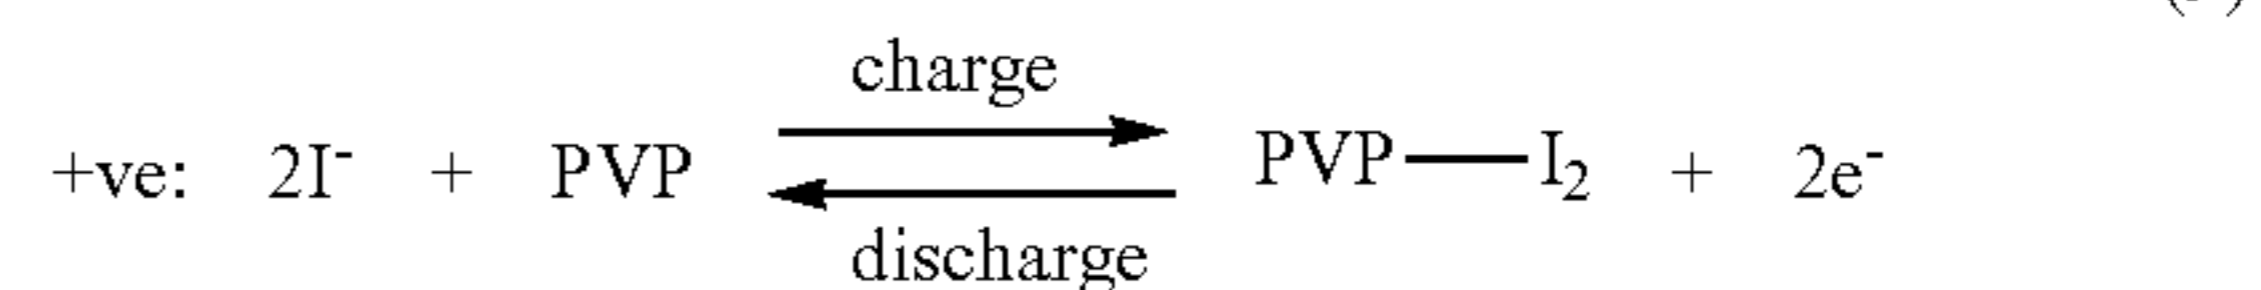 charge
+ve: 2I⁻ + PVP ⇄ PVP—I₂ + 2e⁻
discharge